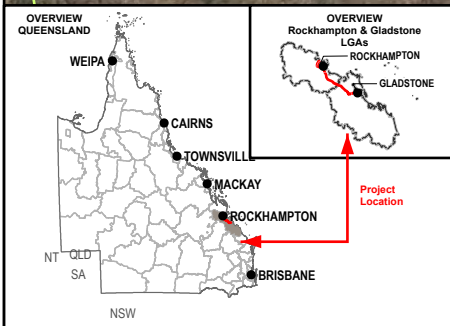 OVERVIEW
QUEENSLAND
WEIPA
CAIRNS
TOWNSVILLE
MACKAY
ROCKHAMPTON
BRISBANE
NT
QLD
SA
NSW
OVERVIEW
Rockhampton & Gladstone
LGAs
ROCKHAMPTON
GLADSTONE
Project
Location